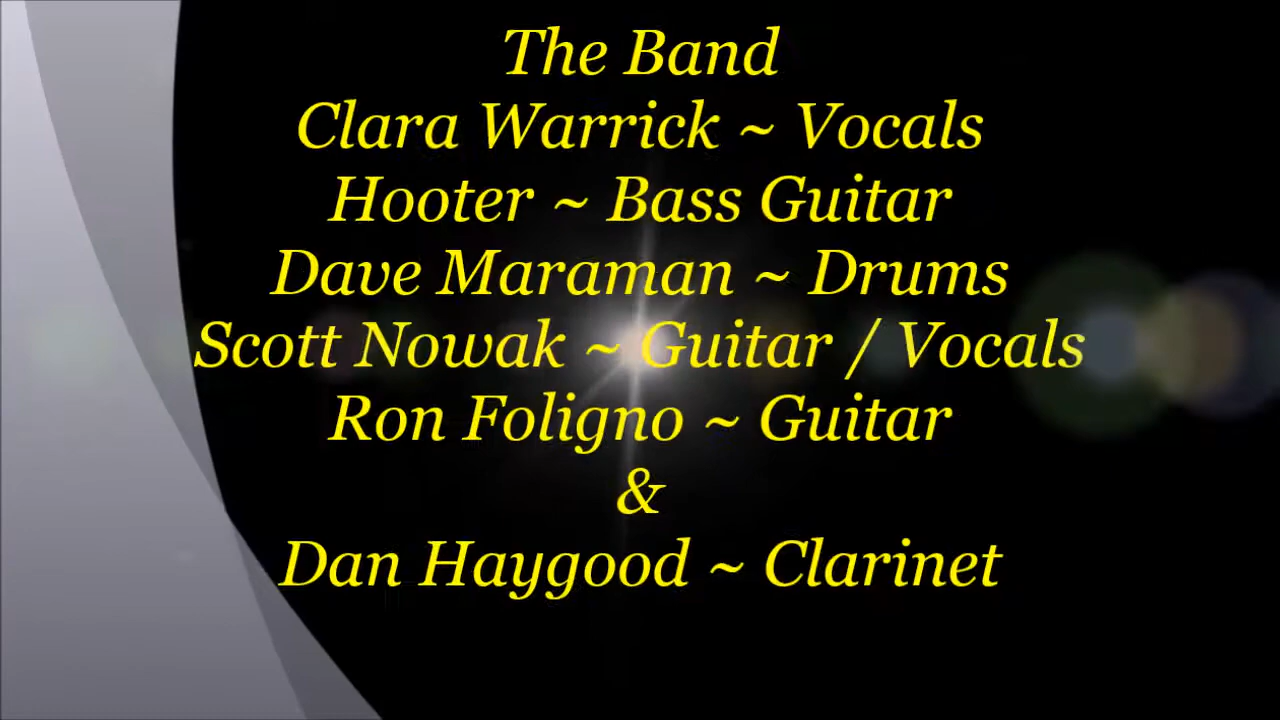 The Band
Clara Warrick ~ Vocals
Hooter ~ Bass Guitar
Dave Maraman ~ Drums
Scott Nowak ~ Guitar / Vocals
Ron Foligno ~ Guitar
&
Dan Haygood ~ Clarinet